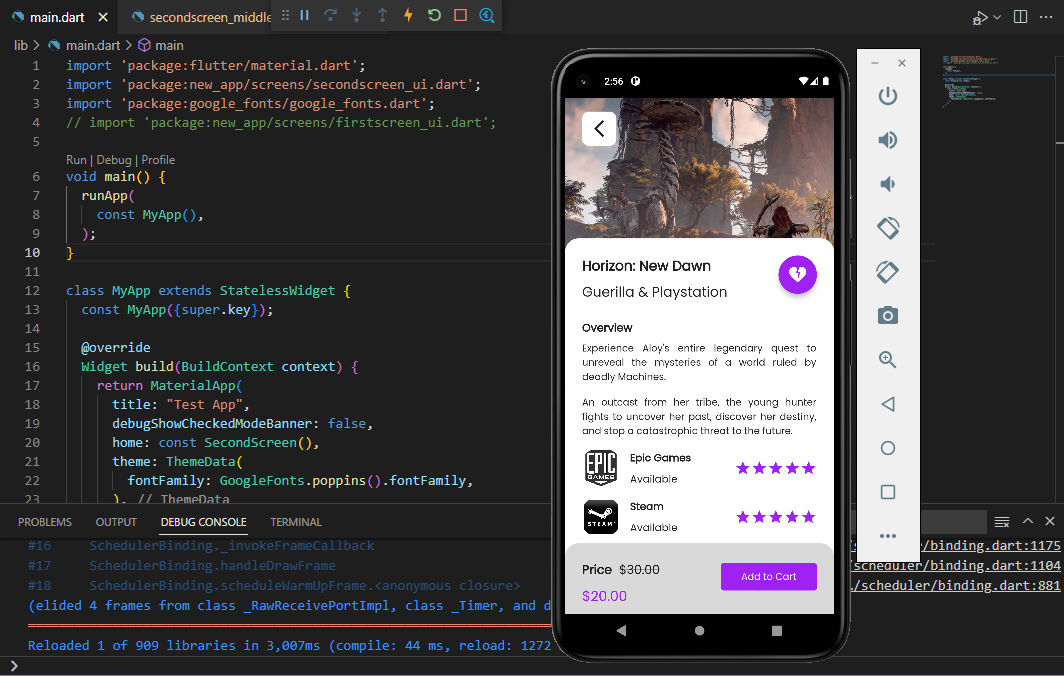 main.dart
secondscreen_middle
lib > main.dart > main
1 import 'package:flutter/material.dart';
2 import 'package:new_app/screens/secondscreen_ui.dart';
3 import 'package:google_fonts/google_fonts.dart';
4 // import 'package:new_app/screens/firstscreen_ui.dart';
5
Run | Debug | Profile
6 void main() {
7 runApp(
8 const MyApp(),
9 );
10 }
11
12 class MyApp extends StatelessWidget {
13 const MyApp({super.key});
14
15 @override
16 Widget build(BuildContext context) {
17 return MaterialApp(
18 title: "Test App",
19 debugShowCheckedModeBanner: false,
20 home: const SecondScreen(),
21 theme: ThemeData(
22 fontFamily: GoogleFonts.poppins().fontFamily,
23 ), // ThemeData
PROBLEMS OUTPUT DEBUG CONSOLE TERMINAL
#16 SchedulerBinding._invokeFrameCallback
#17 SchedulerBinding.handleDrawFrame
#18 SchedulerBinding.scheduleWarmUpFrame.<anonymous closure>
(elided 4 frames from class _RawReceivePortImpl, class _Timer, and d
Reloaded 1 of 909 libraries in 3,007ms (compile: 44 ms, reload: 1272
/binding.dart:1175
scheduler/binding.dart:1104
/scheduler/binding.dart:881
2:56
Horizon: New Dawn
Guerilla & Playstation
Overview
Experience Aloy's entire legendary quest to
unreveal the mysteries of a world ruled by
deadly Machines.
An outcast from her tribe, the young hunter
fights to uncover her past, discover her destiny,
and stop a catastrophic threat to the future.
EPIC
GAMES
Epic Games
Available
STEAM
Steam
Available
Price $30.00
$20.00
Add to Cart